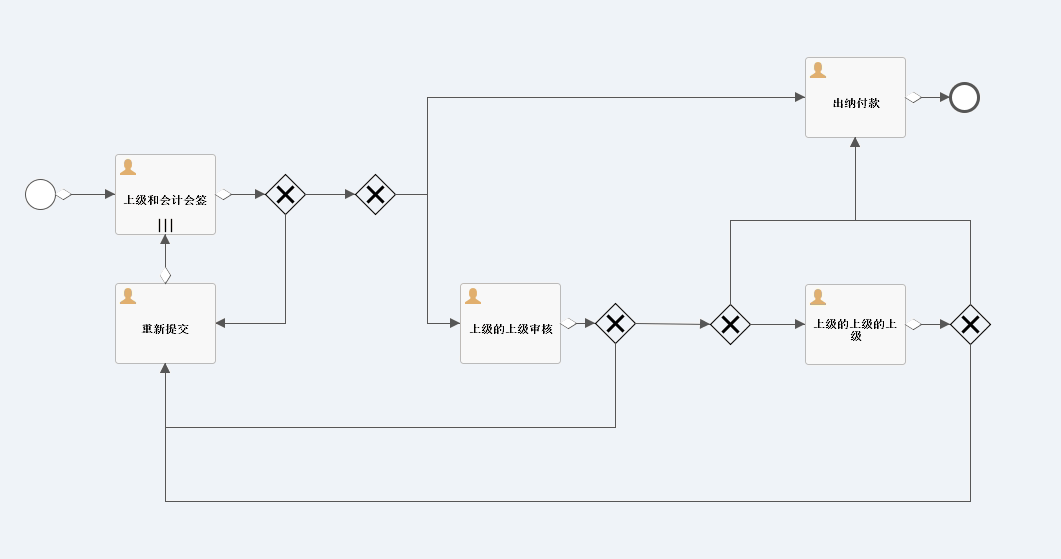 出纳付款
上级和会计会签
重新提交
上级的上级审核
上级的上级的上
级